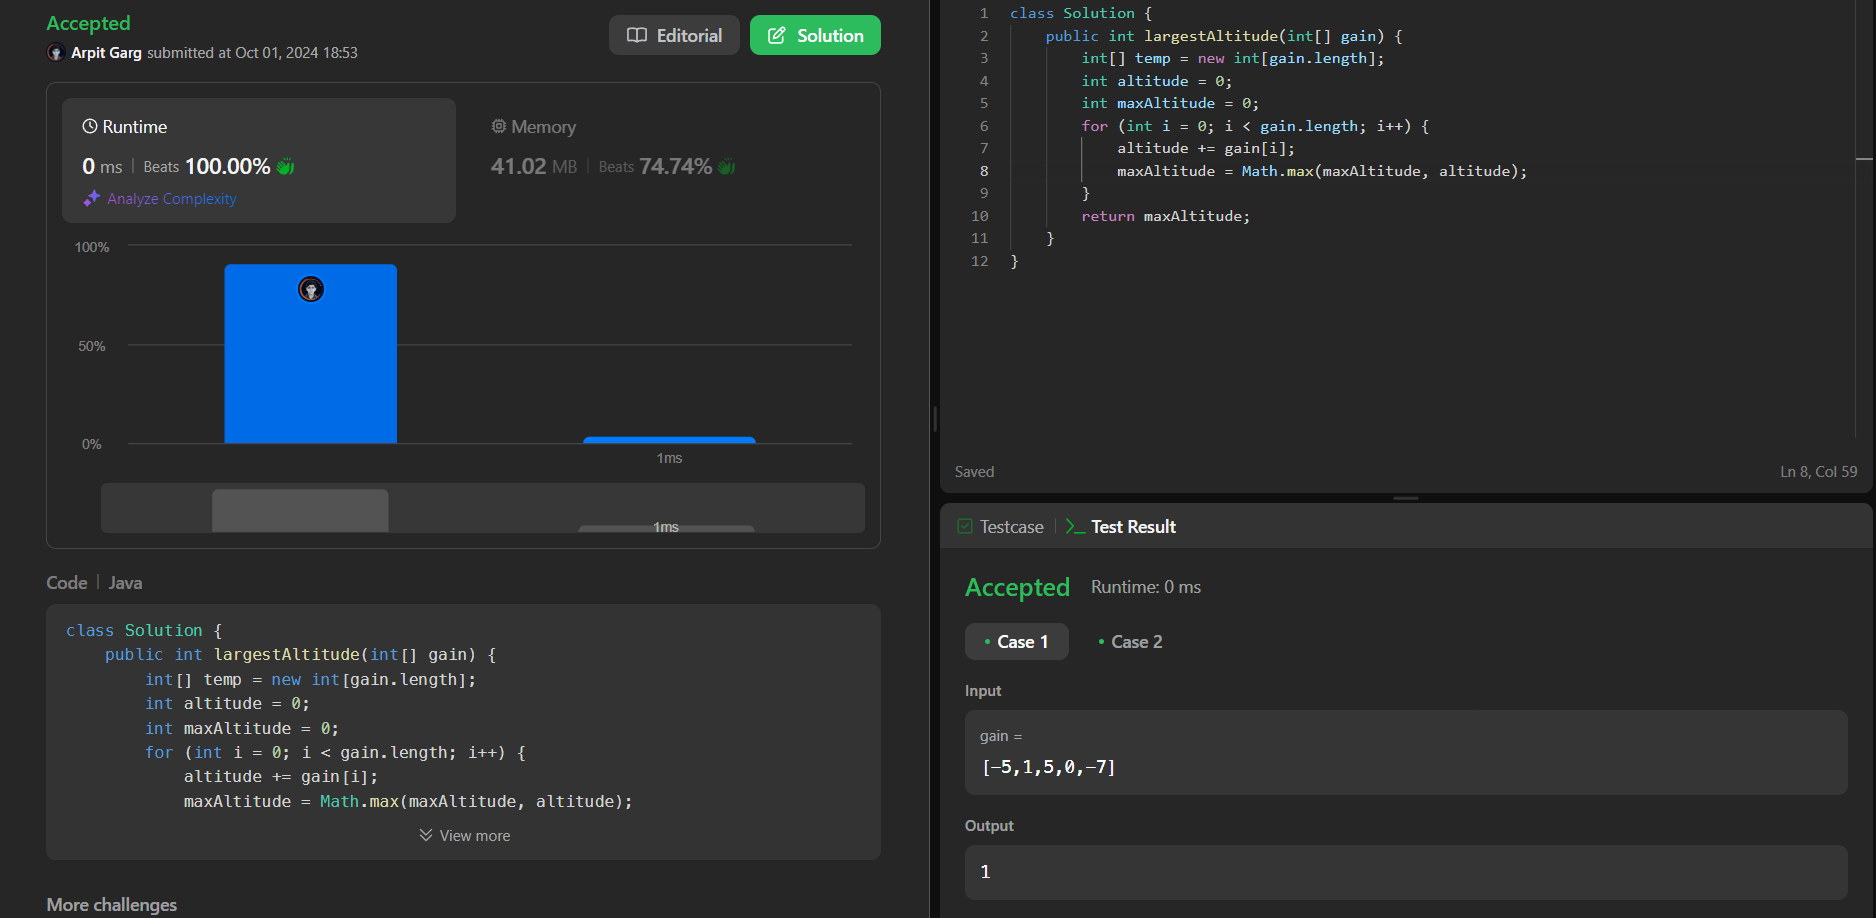 Accepted
Arpit Garg submitted at Oct 01, 2024 18:53
Editorial
Solution
Runtime
0 ms | Beats 100.00%
Analyze Complexity
Memory
41.02 MB | Beats 74.74%
100%
50%
0%
1ms
1ms
Code | Java
class Solution {
    public int largestAltitude(int[] gain) {
        int[] temp = new int[gain.length];
        int altitude = 0;
        int maxAltitude = 0;
        for (int i = 0; i < gain.length; i++) {
            altitude += gain[i];
            maxAltitude = Math.max(maxAltitude, altitude);
View more
More challenges
1 class Solution {
2     public int largestAltitude(int[] gain) {
3         int[] temp = new int[gain.length];
4         int altitude = 0;
5         int maxAltitude = 0;
6         for (int i = 0; i < gain.length; i++) {
7             altitude += gain[i];
8             maxAltitude = Math.max(maxAltitude, altitude);
9         }
10         return maxAltitude;
11     }
12 }
Saved
Ln 8, Col 59
Testcase | >_ Test Result
Accepted Runtime: 0 ms
• Case 1 • Case 2
Input
gain =
[-5,1,5,0,-7]
Output
1